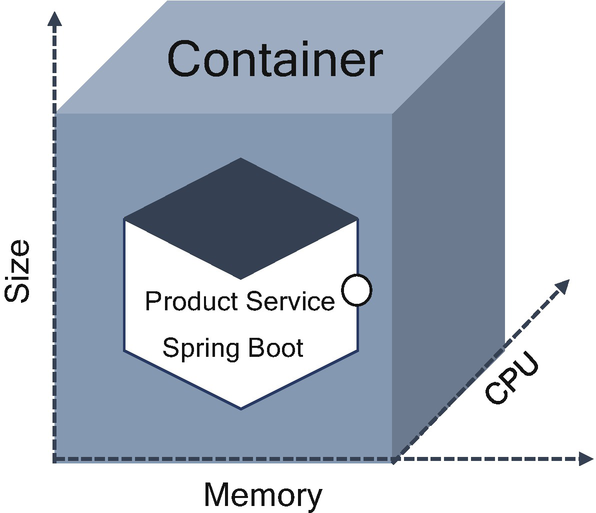 Container
Size
Product Service
Spring Boot
CPU
Memory